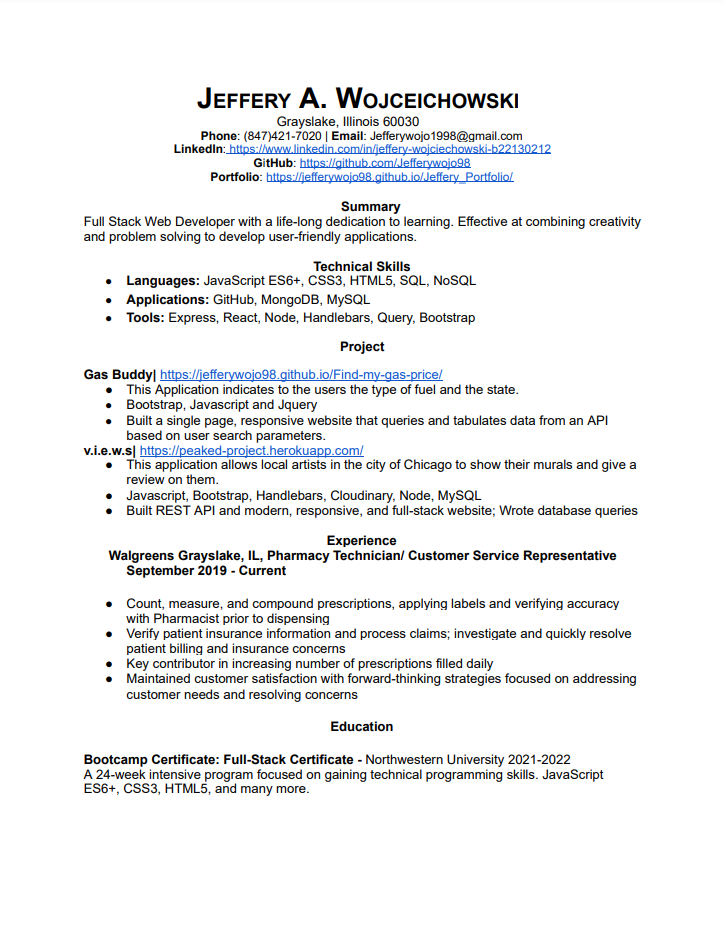 JEFFERY A. WOJCEICHOWSKI
Grayslake, Illinois 60030
Phone: (847)421-7020 | Email: Jefferywojo1998@gmail.com
LinkedIn: https://www.linkedin.com/in/jeffery-wojciechowski-b22130212
GitHub: https://github.com/Jefferywojo98
Portfolio: https://jefferywojo98.github.io/Jeffery_Portfolio/
Summary
Full Stack Web Developer with a life-long dedication to learning. Effective at combining creativity
and problem solving to develop user-friendly applications.
Technical Skills
● Languages: JavaScript ES6+, CSS3, HTML5, SQL, NoSQL
● Applications: GitHub, MongoDB, MySQL
● Tools: Express, React, Node, Handlebars, Query, Bootstrap
Project
Gas Buddy| https://jefferywojo98.github.io/Find-my-gas-price/
● This Application indicates to the users the type of fuel and the state.
● Bootstrap, Javascript and Jquery
● Built a single page, responsive website that queries and tabulates data from an API
based on user search parameters.
v.i.e.w.s| https://peaked-project.herokuapp.com/
● This application allows local artists in the city of Chicago to show their murals and give a
review on them.
● Javascript, Bootstrap, Handlebars, Cloudinary, Node, MySQL
● Built REST API and modern, responsive, and full-stack website; Wrote database queries
Experience
Walgreens Grayslake, IL, Pharmacy Technician/ Customer Service Representative
September 2019 - Current
● Count, measure, and compound prescriptions, applying labels and verifying accuracy
with Pharmacist prior to dispensing
● Verify patient insurance information and process claims; investigate and quickly resolve
patient billing and insurance concerns
● Key contributor in increasing number of prescriptions filled daily
● Maintained customer satisfaction with forward-thinking strategies focused on addressing
customer needs and resolving concerns
Education
Bootcamp Certificate: Full-Stack Certificate - Northwestern University 2021-2022
A 24-week intensive program focused on gaining technical programming skills. JavaScript
ES6+, CSS3, HTML5, and many more.